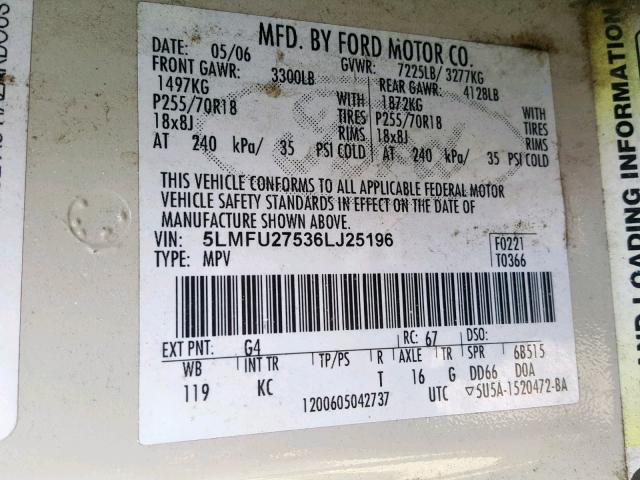 MFD. BY FORD MOTOR CO.
DATE: 05/06 GVWR: 7225LB/ 3277KG
FRONT GAWR: 3300LB REAR GAWR: 4128LB
1497KG WITH 1872KG WITH
P255/70R18 TIRES P255/70R18 TIRES
18x8J RIMS 18x8J RIMS
AT 240 kPa/ 35 PSI COLD AT 240 kPa/ 35 PSI COLD
THIS VEHICLE CONFORMS TO ALL APPLICABLE FEDERAL MOTOR
VEHICLE SAFETY STANDARDS IN EFFECT ON THE DATE OF
MANUFACTURE SHOWN ABOVE.
VIN: 5LMFU27536LJ25196 F0221
TYPE: MPV T0366
EXT PNT: G4 RC: 67 DSO:
WB INT TR TP/PS R AXLE TR SPR 6B515
119 KC T 16 G DD66 DOA
1200605042737 UTC ▽5U5A-1520472-BA
AND LOADING INFORMATION